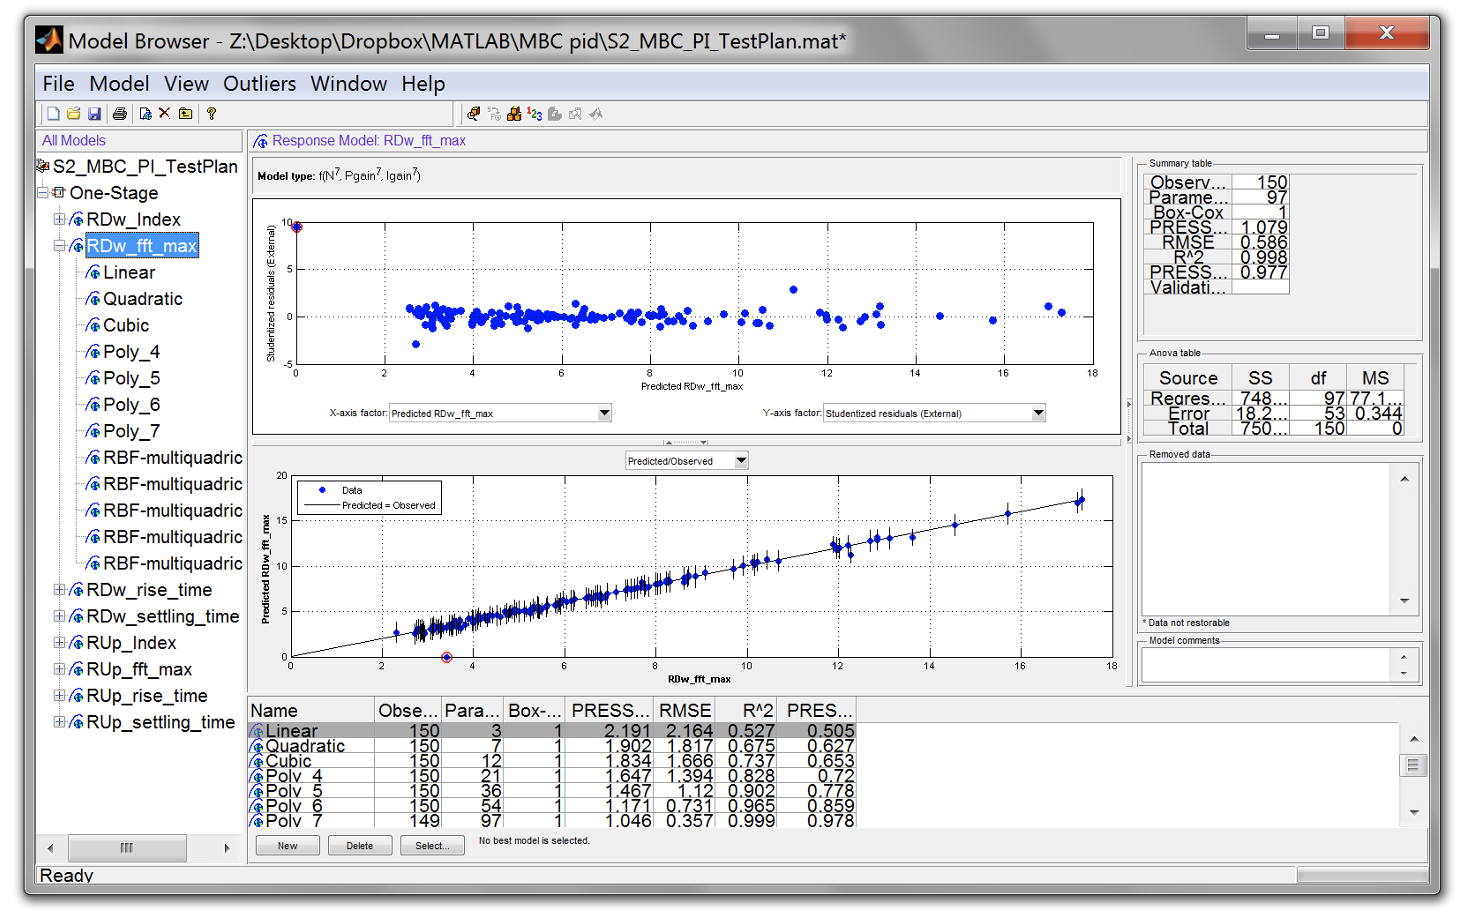 Model Browser - Z:\Desktop\Dropbox\MATLAB\MBC pid\S2_MBC_PI_TestPlan.mat*
File Model View Outliers Window Help
All Models
S2_MBC_PI_TestPlan
One-Stage
RDw_Index
RDw_fft_max
Linear
Quadratic
Cubic
Poly_4
Poly_5
Poly_6
Poly_7
RBF-multiquadric
RBF-multiquadric
RBF-multiquadric
RBF-multiquadric
RBF-multiquadric
RDw_rise_time
RDw_settling_time
RUp_Index
RUp_fft_max
RUp_rise_time
RUp_settling_time
Response Model: RDw_fft_max
Model type: f(N^7, Pgain^7, Igain^7)
Studentized residuals (External)
10
5
0
-5
0 2 4 6 8 10 12 14 16 18
Predicted RDw_fft_max
X-axis factor: Predicted RDw_fft_max Y-axis factor: Studentized residuals (External)
Predicted/Observed
Data
Predicted = Observed
Predicted RDw_fft_max
20
15
10
5
0
0 2 4 6 8 10 12 14 16 18
RDw_fft_max
Summary table
Observ... 150
Parame... 97
Box-Cox 1
PRESS... 1.079
RMSE 0.586
R^2 0.998
PRESS... 0.977
Validati...
Anova table
Source SS df MS
Regres... 748... 97 77.1...
Error 18.2... 53 0.344
Total 750... 150 0
Removed data
* Data not restorable
Model comments
Name Obse... Para... Box-... PRESS... RMSE R^2 PRES...
Linear 150 3 1 2.191 2.164 0.527 0.505
Quadratic 150 7 1 1.902 1.817 0.675 0.627
Cubic 150 12 1 1.834 1.666 0.737 0.653
Poly_4 150 21 1 1.647 1.394 0.828 0.72
Poly_5 150 36 1 1.467 1.12 0.902 0.778
Poly_6 150 54 1 1.171 0.731 0.965 0.859
Poly_7 149 97 1 1.046 0.357 0.999 0.978
New Delete Select... No best model is selected.
Ready